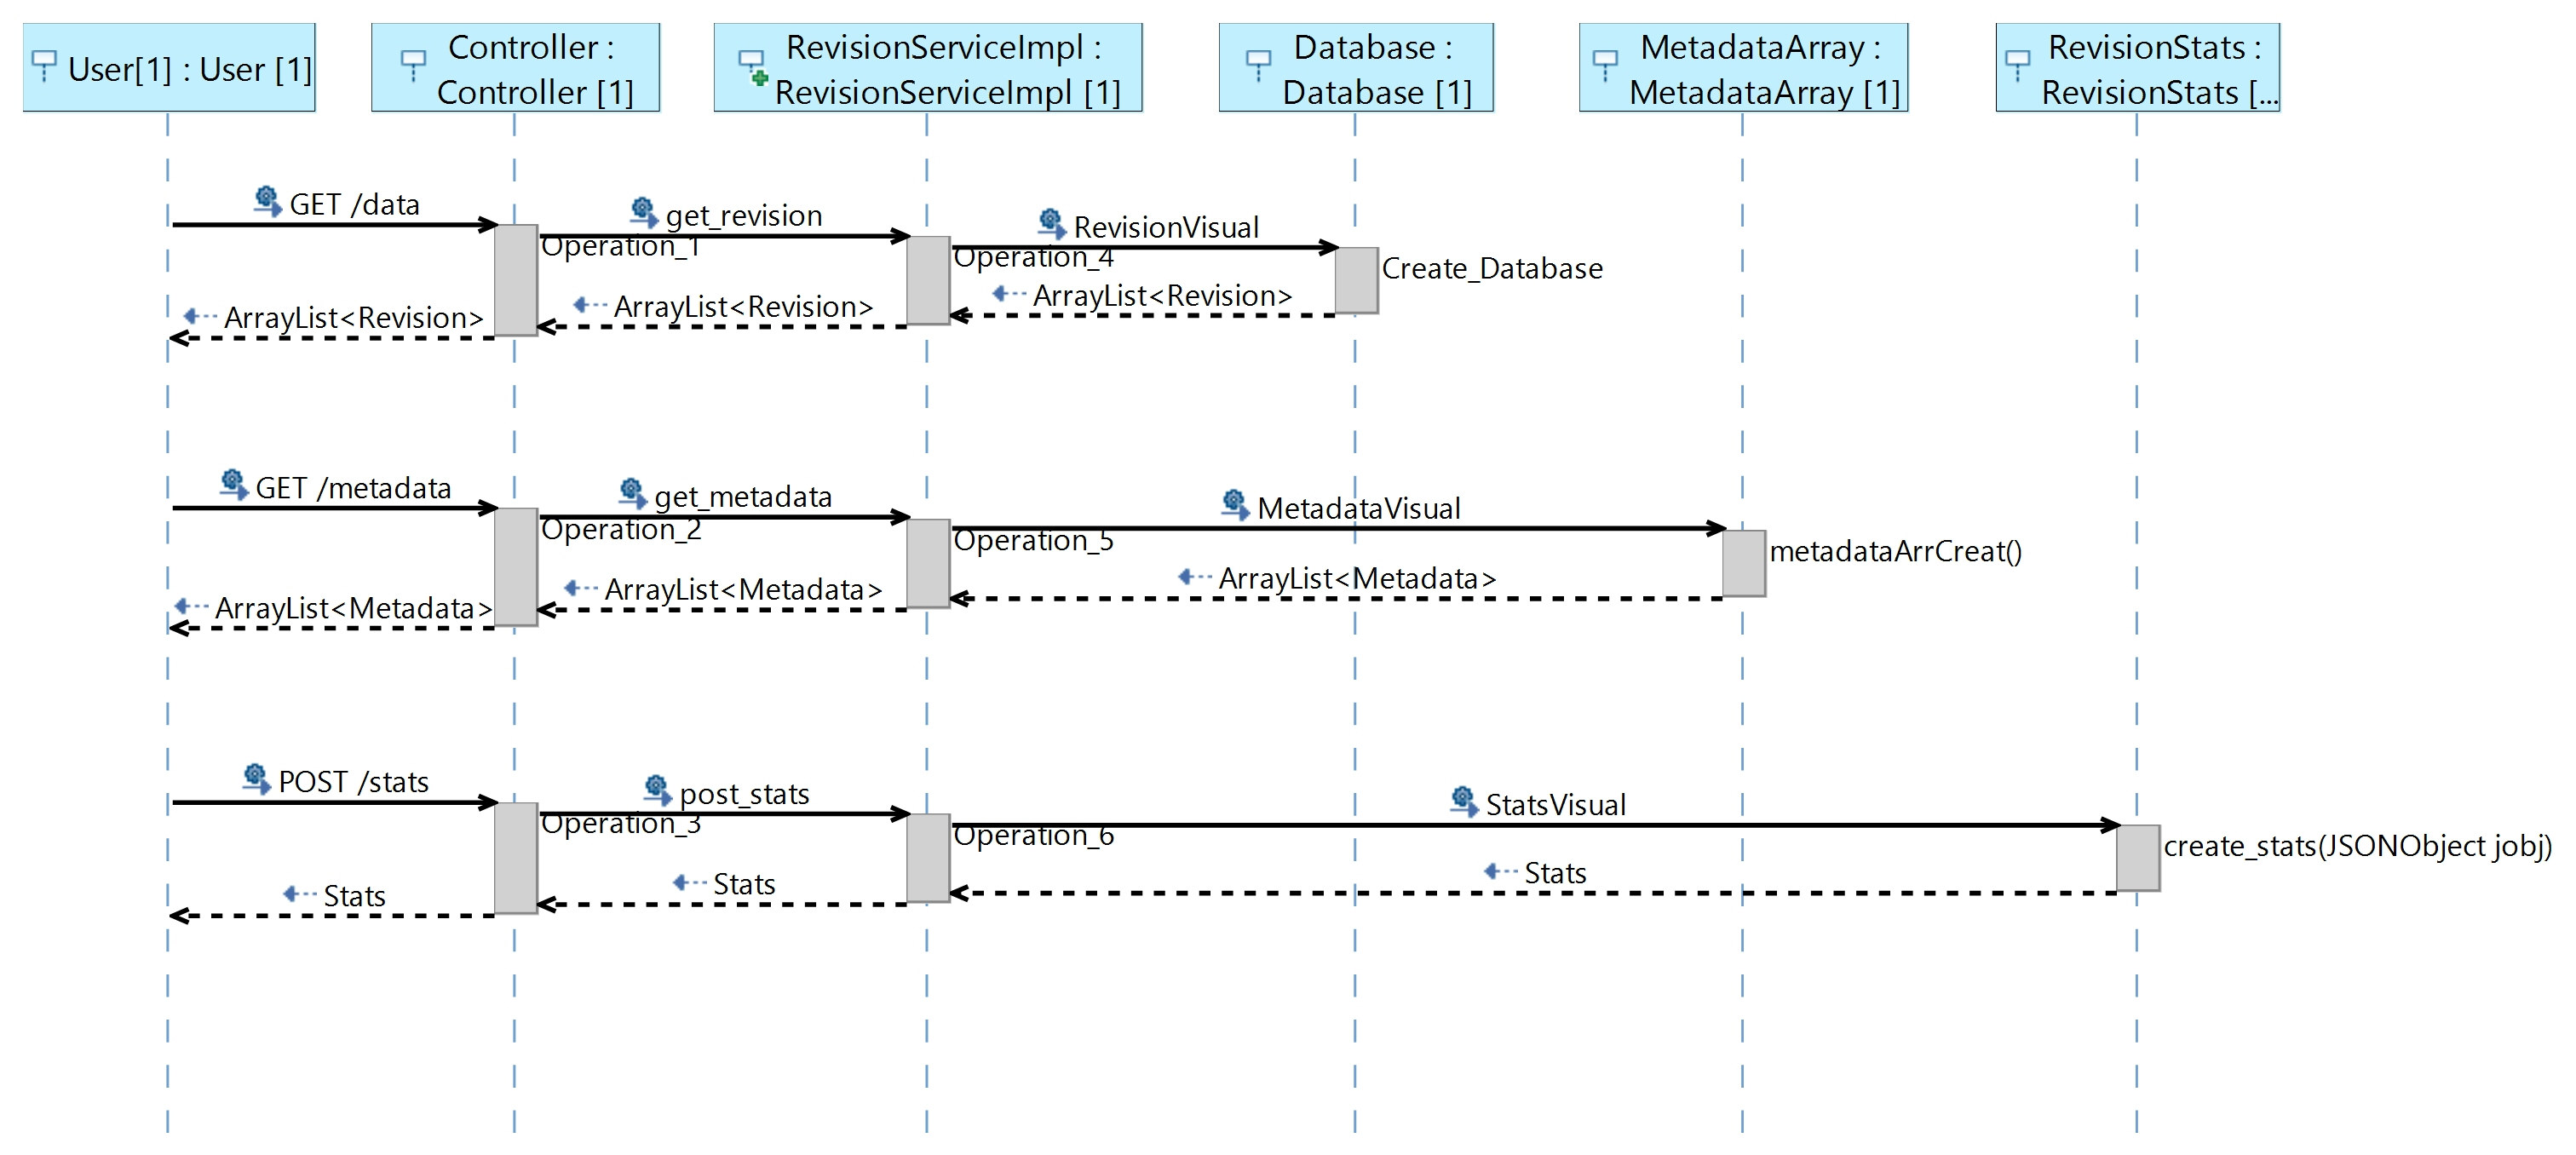 User[1] : User [1]
Controller :
Controller [1]
RevisionServiceImpl :
RevisionServiceImpl [1]
Database :
Database [1]
MetadataArray :
MetadataArray [1]
RevisionStats :
RevisionStats [...
GET /data
get_revision
RevisionVisual
Operation_1
Operation_4
Create_Database
ArrayList<Revision>
ArrayList<Revision>
ArrayList<Revision>
GET /metadata
get_metadata
MetadataVisual
Operation_2
Operation_5
metadataArrCreat()
ArrayList<Metadata>
ArrayList<Metadata>
ArrayList<Metadata>
POST /stats
post_stats
StatsVisual
Operation_3
Operation_6
create_stats(JSONObject jobj)
Stats
Stats
Stats